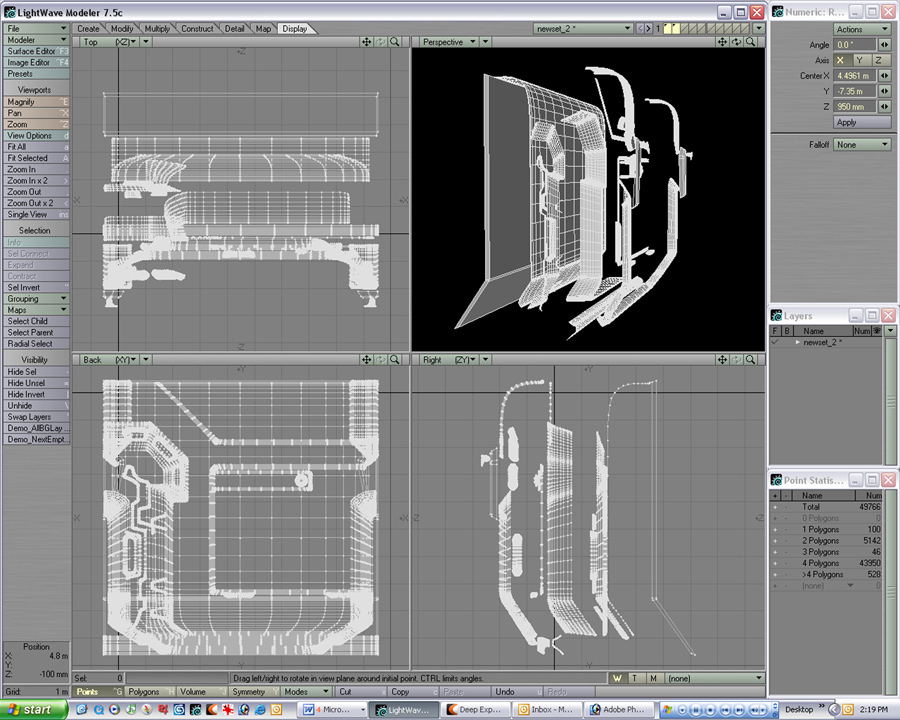 LightWave Modeler 7.5c
File
Modeler
Surface Editor F3
Image Editor ^F4
Presets
Viewports
Magnify ^E
Pan ^X
Zoom ^Z
View Options d
Fit All a
Fit Selected A
Zoom In
Zoom In x 2
Zoom Out
Zoom Out x 2
Single View ins
Selection
Info
Sel Connect
Expand
Contract
Sel Invert
Grouping
Maps
Select Child
Select Parent
Radial Select
Visibility
Hide Sel
Hide Unsel
Hide Invert
Unhide
Swap Layers
Demo_AllBGLay...
Demo_NextEmpt...
Position
X: 4.8 m
Y:
Z: -100 mm
Grid: 1 m
Create Modify Multiply Construct Detail Map Display
newset_2 * 1
Top (XZ)
Perspective
Back (XY)
Right (ZY)
Sel: 0
Drag left/right to rotate in view plane around initial point. CTRL limits angles.
W T M (none)
Points ^G Polygons ^H Volume Symmetry Modes Cut Copy Paste Undo Redo
Numeric: R...
Actions
Angle 0.0 °
Axis X Y Z
Center X 4.4961 m
Y -7.35 m
Z 950 mm
Apply
Falloff None
Layers
F B Name Num
newset_2 *
Point Statis...
+ - Name Num
+ - Total 49766
+ - 0 Polygons 0
+ - 1 Polygons 100
+ - 2 Polygons 5142
+ - 3 Polygons 46
+ - 4 Polygons 43950
+ - >4 Polygons 528
+ - (none) 0
start
4 Micro...
LightWav...
Deep Exp...
Inbox - M...
Adobe Ph...
Desktop
2:19 PM